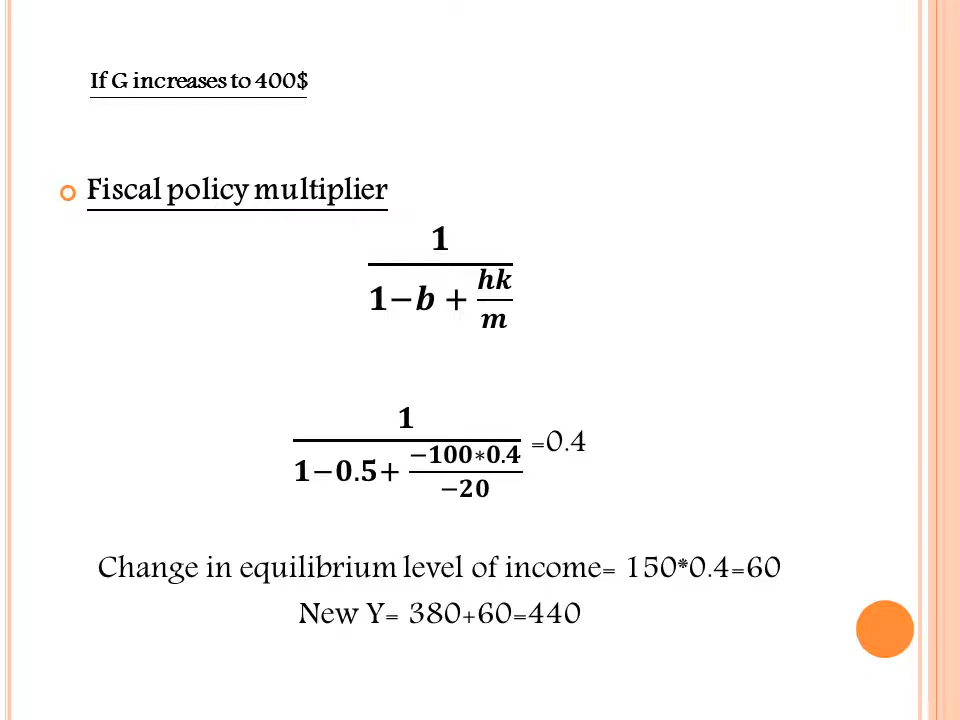 If G increases to 400$
Fiscal policy multiplier
1
1−b + hk/m
1
1−0.5+ −100*0.4/−20 =0.4
Change in equilibrium level of income= 150*0.4=60
New Y= 380+60=440